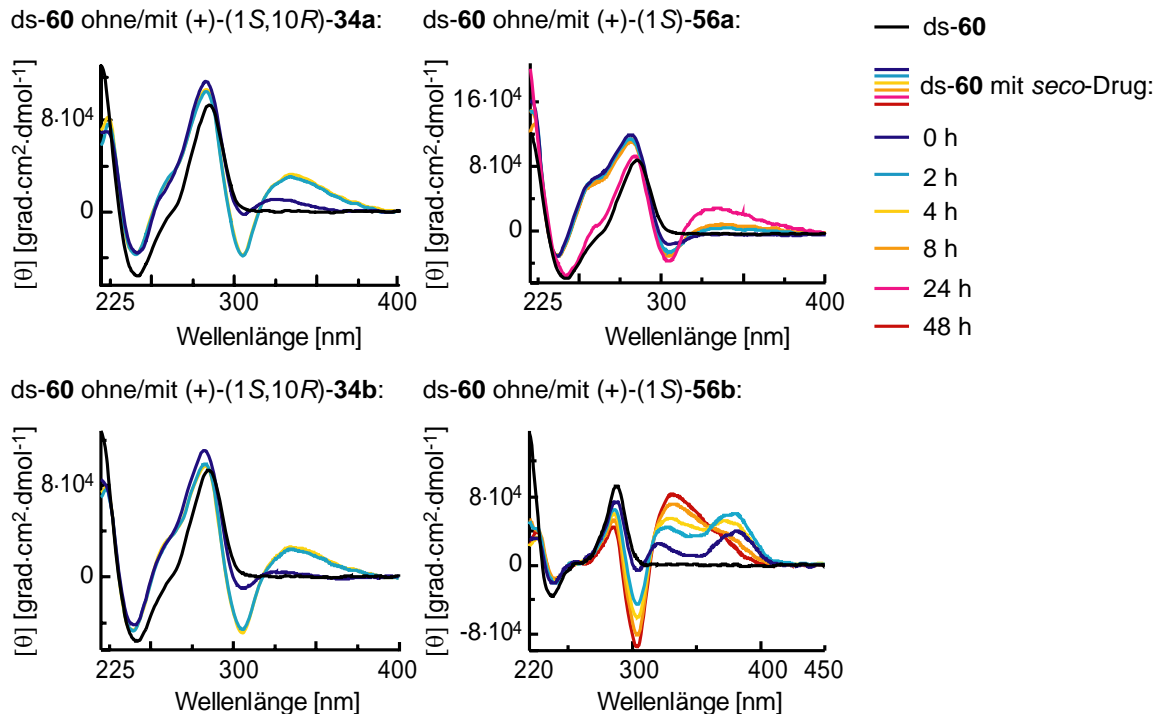 ds-60 ohne/mit (+)-(1S,10R)-34a:
[θ] [grad·cm²·dmol⁻¹]
8·10⁴
0
225
300
400
Wellenlänge [nm]
ds-60 ohne/mit (+)-(1S)-56a:
[θ] [grad·cm²·dmol⁻¹]
16·10⁴
8·10⁴
0
225
300
400
Wellenlänge [nm]
ds-60
ds-60 mit seco-Drug:
0 h
2 h
4 h
8 h
24 h
48 h
ds-60 ohne/mit (+)-(1S,10R)-34b:
[θ] [grad·cm²·dmol⁻¹]
8·10⁴
0
225
300
400
Wellenlänge [nm]
ds-60 ohne/mit (+)-(1S)-56b:
[θ] [grad·cm²·dmol⁻¹]
8·10⁴
0
-8·10⁴
220
300
400
450
Wellenlänge [nm]